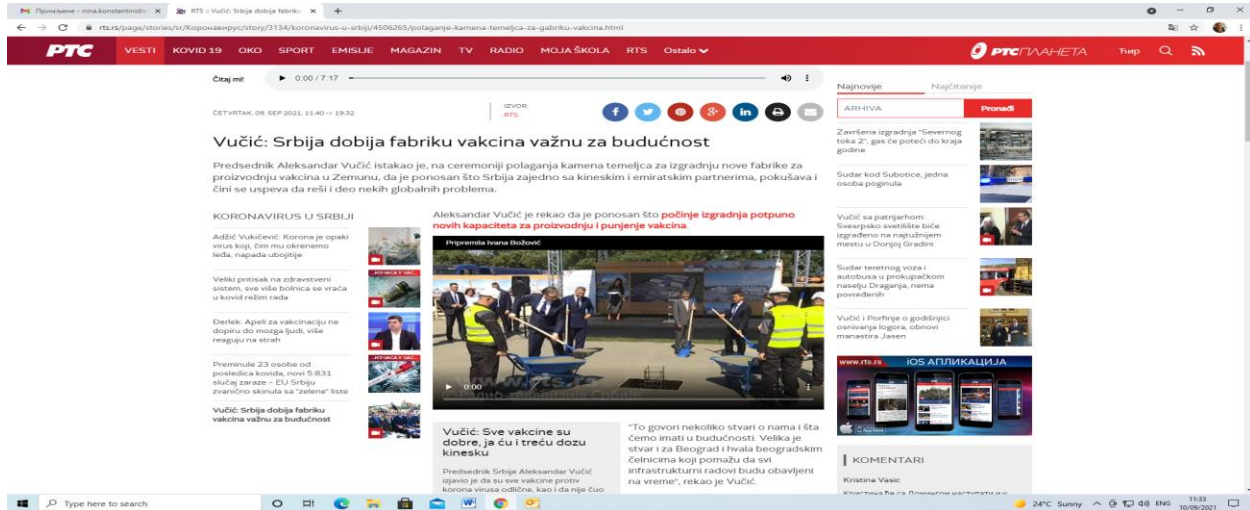 Примљене - nina.konstantinidis
RTS :: Vučić: Srbija dobija fabriku
rts.rs/page/stories/sr/Коронавирус/story/3134/koronavirus-u-srbiji/4506265/polaganje-kamena-temeljca-za-gabriku-vakcina.html
РТС VESTI KOVID 19 OKO SPORT EMISIJE MAGAZIN TV RADIO MOJA ŠKOLA RTS Ostalo РТСПЛАНЕТА Ћир
Čitaj mi!
0:00 / 7:17
ČETVRTAK, 09. SEP 2021, 11:40 -> 19:32
IZVOR:
RTS
Vučić: Srbija dobija fabriku vakcina važnu za budućnost
Predsednik Aleksandar Vučić istakao je, na ceremoniji polaganja kamena temeljca za izgradnju nove fabrike za
proizvodnju vakcina u Zemunu, da je ponosan što Srbija zajedno sa kineskim i emiratskim partnerima, pokušava i
čini se uspeva da reši i deo nekih globalnih problema.
KORONAVIRUS U SRBIJI
Adžić Vukičević: Korona je opaki
virus koji, čim mu okrenemo
leđa, napada ubojitije
Veliki pritisak na zdravstveni
sistem, sve više bolnica se vraća
u kovid režim rada
Đerlek: Apeli za vakcinaciju ne
dopiru do mozga ljudi, više
reaguju na strah
Preminule 23 osobe od
posledica kovida, novi 5.831
slučaj zaraze – EU Srbiju
zvanično skinula sa "zelene" liste
Vučić: Srbija dobija fabriku
vakcina važnu za budućnost
Aleksandar Vučić je rekao da je ponosan što počinje izgradnja potpuno
novih kapaciteta za proizvodnju i punjenje vakcina.
Pripremila Ivana Božović
0:00
www.rts.rs
Vučić: Sve vakcine su
dobre, ja ću i treću dozu
kinesku
Predsednik Srbije Aleksandar Vučić
izjavio je da su sve vakcine protiv
korona virusa odlične, kao i da nije čuo
"To govori nekoliko stvari o nama i šta
ćemo imati u budućnosti. Velika je
stvar i za Beograd i hvala beogradskim
čelnicima koji pomažu da svi
infrastrukturni radovi budu obavljeni
na vreme", rekao je Vučić.
Najnovije Najčitanije
ARHIVA Pronađi
Završena izgradnja "Severnog
toka 2", gas će poteći do kraja
godine
Sudar kod Subotice, jedna
osoba poginula
Vučić sa patrijarhom:
Svesrpsko svetilište biće
izgrađeno na najtužnijem
mestu u Donjoj Gradini
Sudar teretnog voza i
autobusa u prokupačkom
naselju Draganja, nema
povređenih
Vučić i Porfirije o godišnjici
osnivanja logora, obnovi
manastira Jasen
www.rts.rs iOS АПЛИКАЦИЈА
KOMENTARI
Kristina Vasic
Type here to search
24°C Sunny ENG 11:33
10/09/2021